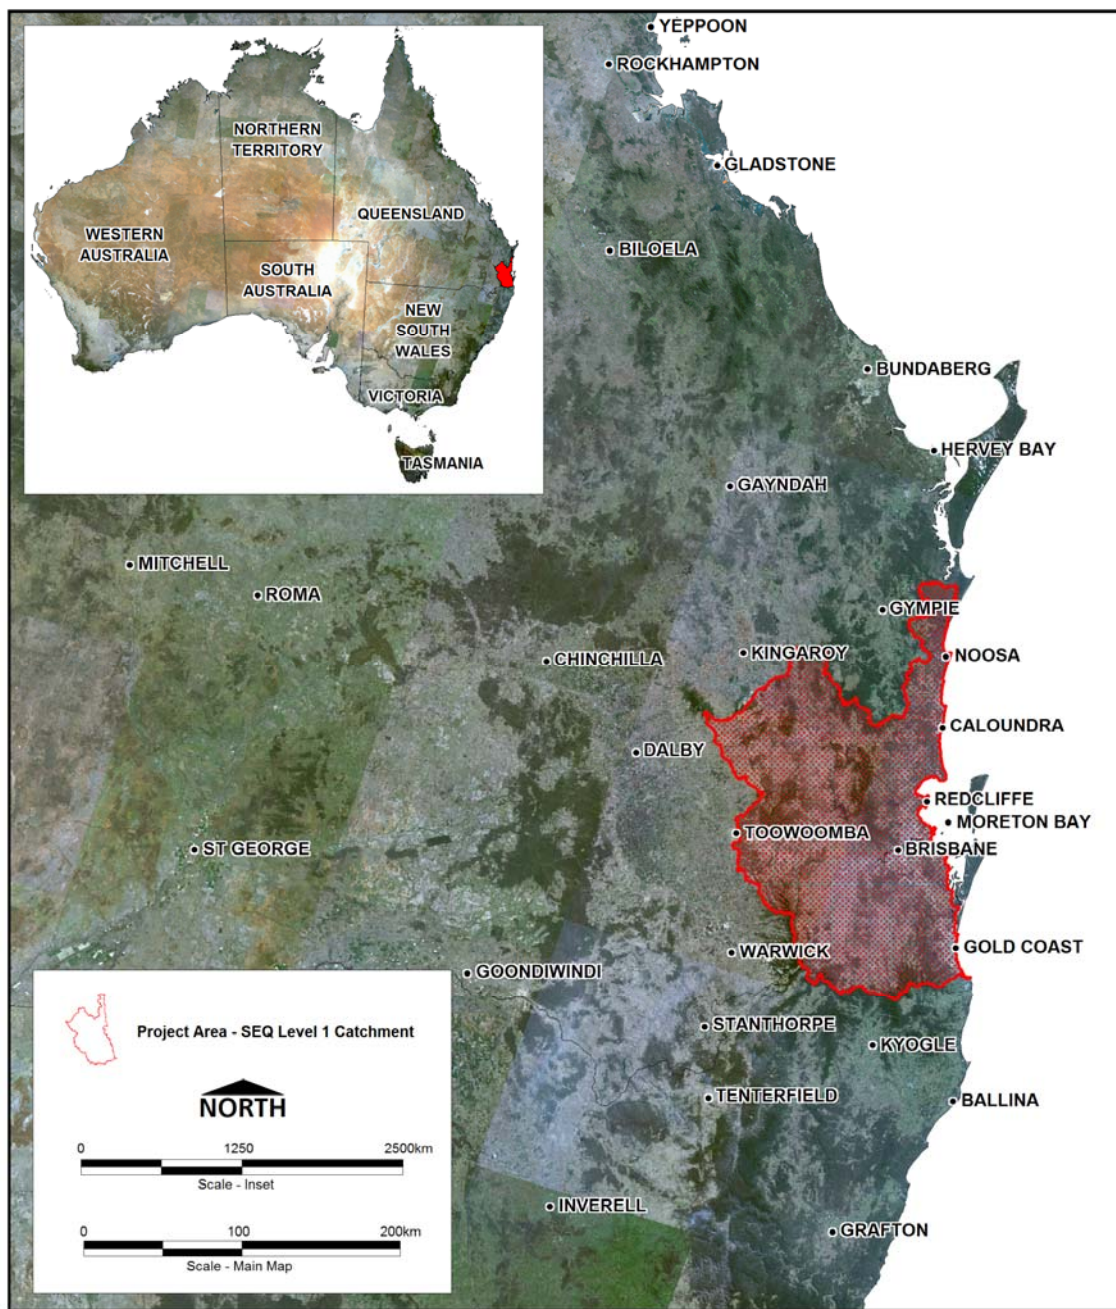 YEPPOON
ROCKHAMPTON
GLADSTONE
BILOELA
BUNDABERG
HERVEY BAY
GAYNDAH
MITCHELL
ROMA
GYMPIE
CHINCHILLA
KINGAROY
NOOSA
CALOUNDRA
DALBY
REDCLIFFE
MORETON BAY
TOOWOOMBA
ST GEORGE
BRISBANE
GOLD COAST
WARWICK
GOONDIWINDI
STANTHORPE
KYOGLE
TENTERFIELD
BALLINA
INVERELL
GRAFTON
NORTHERN
TERRITORY
QUEENSLAND
WESTERN
AUSTRALIA
SOUTH
AUSTRALIA
NEW
SOUTH
WALES
VICTORIA
TASMANIA
Project Area - SEQ Level 1 Catchment
NORTH
0 1250 2500km
Scale - Inset
0 100 200km
Scale - Main Map